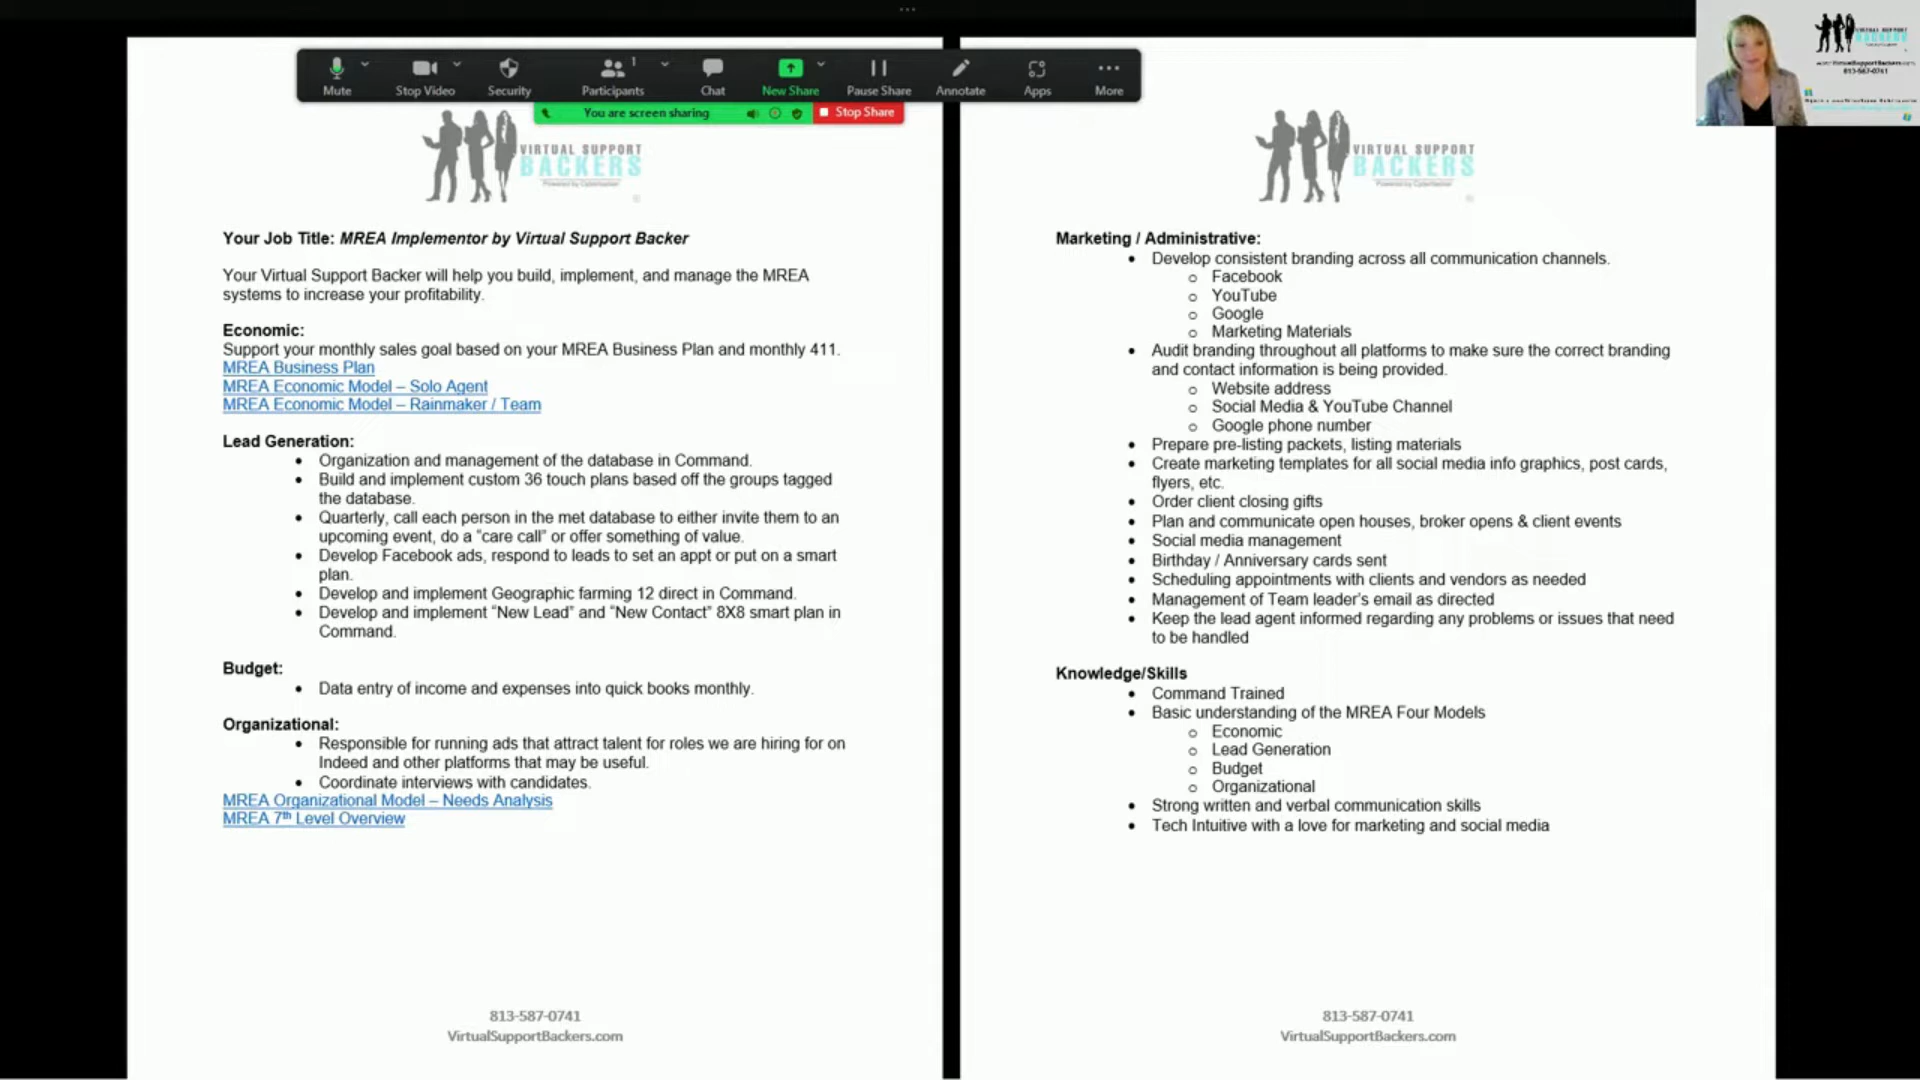 Mute
Stop Video
Security
Participants
1
Chat
New Share
Pause Share
Annotate
Apps
More
You are screen sharing
Stop Share
VIRTUAL SUPPORT
BACKERS
Powered by Cyberbacker
Your Job Title: MREA Implementor by Virtual Support Backer
Your Virtual Support Backer will help you build, implement, and manage the MREA
systems to increase your profitability.
Economic:
Support your monthly sales goal based on your MREA Business Plan and monthly 411.
MREA Business Plan
MREA Economic Model – Solo Agent
MREA Economic Model – Rainmaker / Team
Lead Generation:
• Organization and management of the database in Command.
• Build and implement custom 36 touch plans based off the groups tagged
the database.
• Quarterly, call each person in the met database to either invite them to an
upcoming event, do a “care call” or offer something of value.
• Develop Facebook ads, respond to leads to set an appt or put on a smart
plan.
• Develop and implement Geographic farming 12 direct in Command.
• Develop and implement “New Lead” and “New Contact” 8X8 smart plan in
Command.
Budget:
• Data entry of income and expenses into quick books monthly.
Organizational:
• Responsible for running ads that attract talent for roles we are hiring for on
Indeed and other platforms that may be useful.
• Coordinate interviews with candidates.
MREA Organizational Model – Needs Analysis
MREA 7th Level Overview
813-587-0741
VirtualSupportBackers.com
VIRTUAL SUPPORT
BACKERS
Powered by Cyberbacker
Marketing / Administrative:
• Develop consistent branding across all communication channels.
o Facebook
o YouTube
o Google
o Marketing Materials
• Audit branding throughout all platforms to make sure the correct branding
and contact information is being provided.
o Website address
o Social Media & YouTube Channel
o Google phone number
• Prepare pre-listing packets, listing materials
• Create marketing templates for all social media info graphics, post cards,
flyers, etc.
• Order client closing gifts
• Plan and communicate open houses, broker opens & client events
• Social media management
• Birthday / Anniversary cards sent
• Scheduling appointments with clients and vendors as needed
• Management of Team leader’s email as directed
• Keep the lead agent informed regarding any problems or issues that need
to be handled
Knowledge/Skills
• Command Trained
• Basic understanding of the MREA Four Models
o Economic
o Lead Generation
o Budget
o Organizational
• Strong written and verbal communication skills
• Tech Intuitive with a love for marketing and social media
813-587-0741
VirtualSupportBackers.com
VIRTUAL SUPPORT
BACKERS
813-587-0741